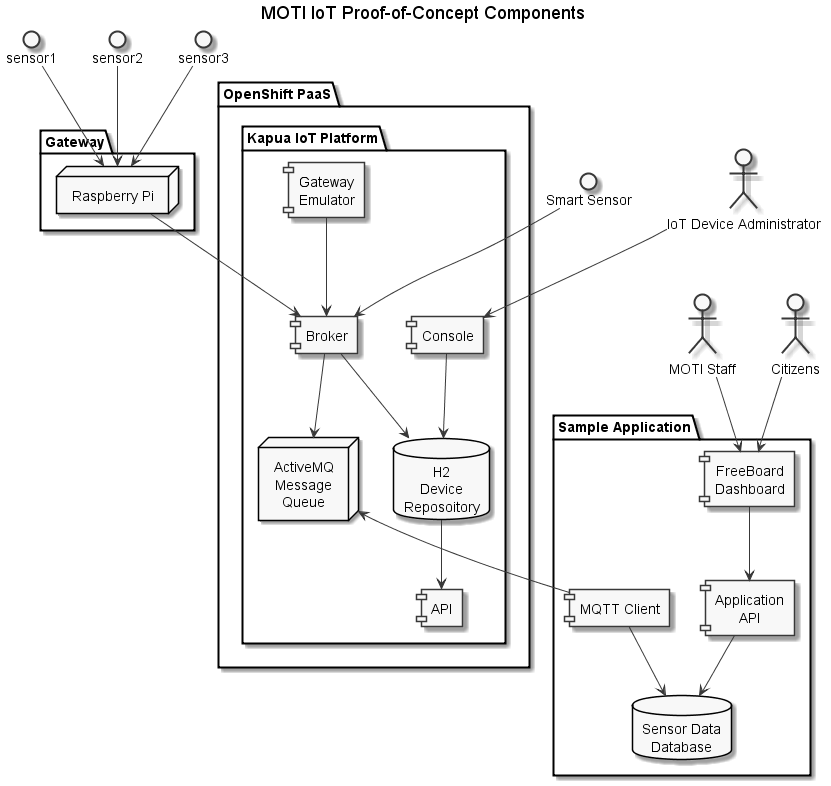 MOTI IoT Proof-of-Concept Components
sensor1
sensor2
sensor3
OpenShift PaaS
Gateway
Kapua IoT Platform
Raspberry Pi
Gateway
Emulator
Smart Sensor
IoT Device Administrator
Broker
Console
MOTI Staff
Citizens
Sample Application
ActiveMQ
Message
Queue
H2
Device
Reposoitory
FreeBoard
Dashboard
API
MQTT Client
Application
API
Sensor Data
Database